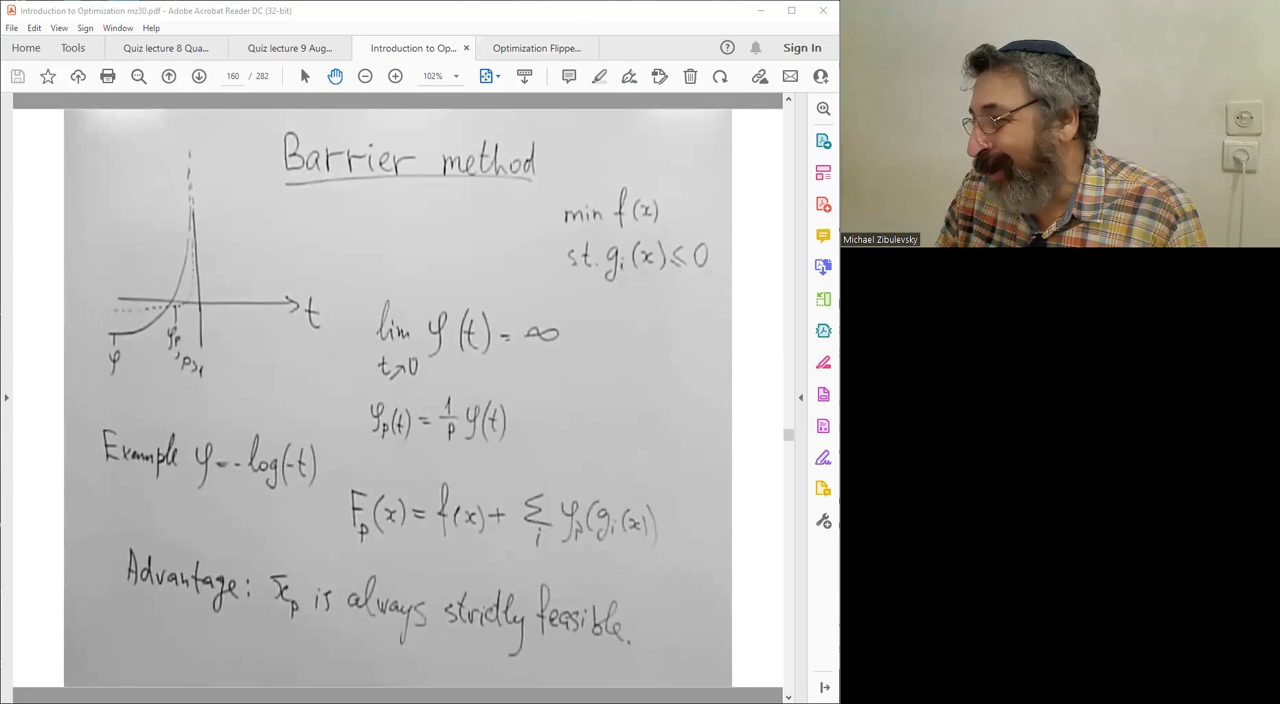 Introduction to Optimization mz30.pdf - Adobe Acrobat Reader DC (32-bit)
File Edit View Sign Window Help
Home Tools Quiz lecture 8 Qua... Quiz lecture 9 Aug... Introduction to Op... × Optimization Flippe... Sign In
160 / 282 102%
Barrier method
min f(x)
st. gᵢ(x) ≤ 0
t
φ
φₚ, p>1
lim φ(t) = ∞
t↗0
φₚ(t) = 1/p φ(t)
Example φ = -log(-t)
Fₚ(x) = f(x) + Σᵢ φₚ(gᵢ(x))
Advantage: x̄ₚ is always strictly feasible.
Michael Zibulevsky